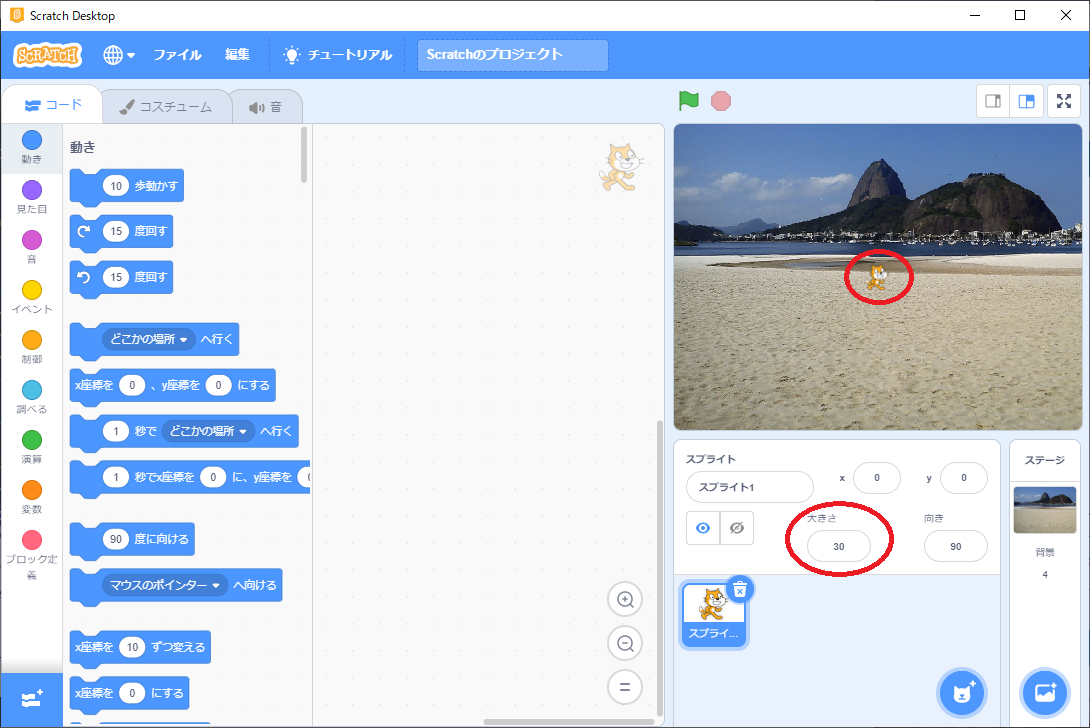 Scratch Desktop
SCRATCH
ファイル
編集
チュートリアル
Scratchのプロジェクト
コード
コスチューム
音
動き
見た目
音
イベント
制御
調べる
演算
変数
ブロック定
義
動き
10 歩動かす
15 度回す
15 度回す
どこかの場所 へ行く
x座標を 0 、y座標を 0 にする
1 秒で どこかの場所 へ行く
1 秒でx座標を 0 に、y座標を
90 度に向ける
マウスのポインター へ向ける
x座標を 10 ずつ変える
x座標を 0 にする
スプライト
スプライト1
x 0
y 0
大きさ
30
向き
90
スプライ...
ステージ
背景
4